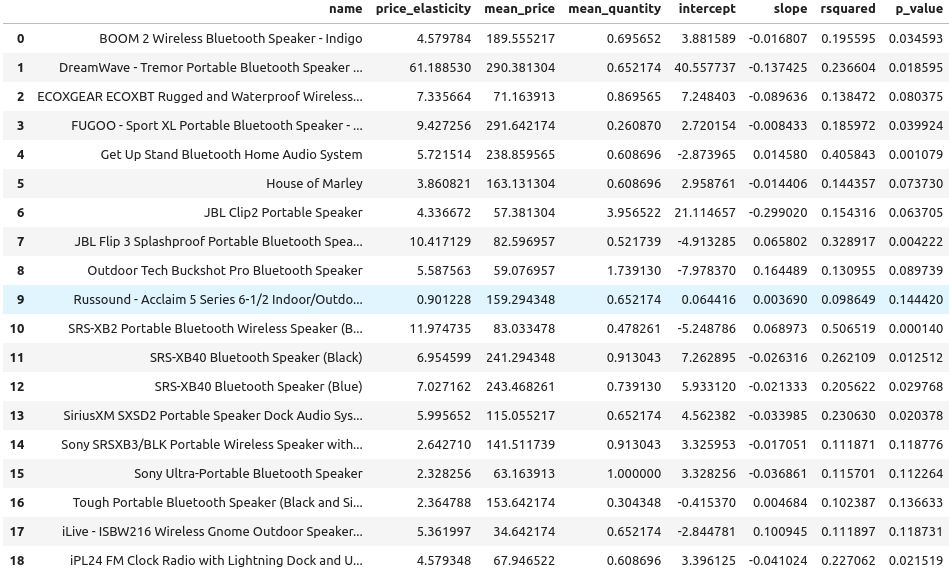 name price_elasticity mean_price mean_quantity intercept slope rsquared p_value
0 BOOM 2 Wireless Bluetooth Speaker - Indigo 4.579784 189.555217 0.695652 3.881589 -0.016807 0.195595 0.034593
1 DreamWave - Tremor Portable Bluetooth Speaker ... 61.188530 290.381304 0.652174 40.557737 -0.137425 0.236604 0.018595
2 ECOXGEAR ECOXBT Rugged and Waterproof Wireless... 7.335664 71.163913 0.869565 7.248403 -0.089636 0.138472 0.080375
3 FUGOO - Sport XL Portable Bluetooth Speaker - ... 9.427256 291.642174 0.260870 2.720154 -0.008433 0.185972 0.039924
4 Get Up Stand Bluetooth Home Audio System 5.721514 238.859565 0.608696 -2.873965 0.014580 0.405843 0.001079
5 House of Marley 3.860821 163.131304 0.608696 2.958761 -0.014406 0.144357 0.073730
6 JBL Clip2 Portable Speaker 4.336672 57.381304 3.956522 21.114657 -0.299020 0.154316 0.063705
7 JBL Flip 3 Splashproof Portable Bluetooth Spea... 10.417129 82.596957 0.521739 -4.913285 0.065802 0.328917 0.004222
8 Outdoor Tech Buckshot Pro Bluetooth Speaker 5.587563 59.076957 1.739130 -7.978370 0.164489 0.130955 0.089739
9 Russound - Acclaim 5 Series 6-1/2 Indoor/Outdo... 0.901228 159.294348 0.652174 0.064416 0.003690 0.098649 0.144420
10 SRS-XB2 Portable Bluetooth Wireless Speaker (B... 11.974735 83.033478 0.478261 -5.248786 0.068973 0.506519 0.000140
11 SRS-XB40 Bluetooth Speaker (Black) 6.954599 241.294348 0.913043 7.262895 -0.026316 0.262109 0.012512
12 SRS-XB40 Bluetooth Speaker (Blue) 7.027162 243.468261 0.739130 5.933120 -0.021333 0.205622 0.029768
13 SiriusXM SXSD2 Portable Speaker Dock Audio Sys... 5.995652 115.055217 0.652174 4.562382 -0.033985 0.230630 0.020378
14 Sony SRSXB3/BLK Portable Wireless Speaker with... 2.642710 141.511739 0.913043 3.325953 -0.017051 0.111871 0.118776
15 Sony Ultra-Portable Bluetooth Speaker 2.328256 63.163913 1.000000 3.328256 -0.036861 0.115701 0.112264
16 Tough Portable Bluetooth Speaker (Black and Si... 2.364788 153.642174 0.304348 -0.415370 0.004684 0.102387 0.136633
17 iLive - ISBW216 Wireless Gnome Outdoor Speaker... 5.361997 34.642174 0.652174 -2.844781 0.100945 0.111897 0.118731
18 iPL24 FM Clock Radio with Lightning Dock and U... 4.579348 67.946522 0.608696 3.396125 -0.041024 0.227062 0.021519